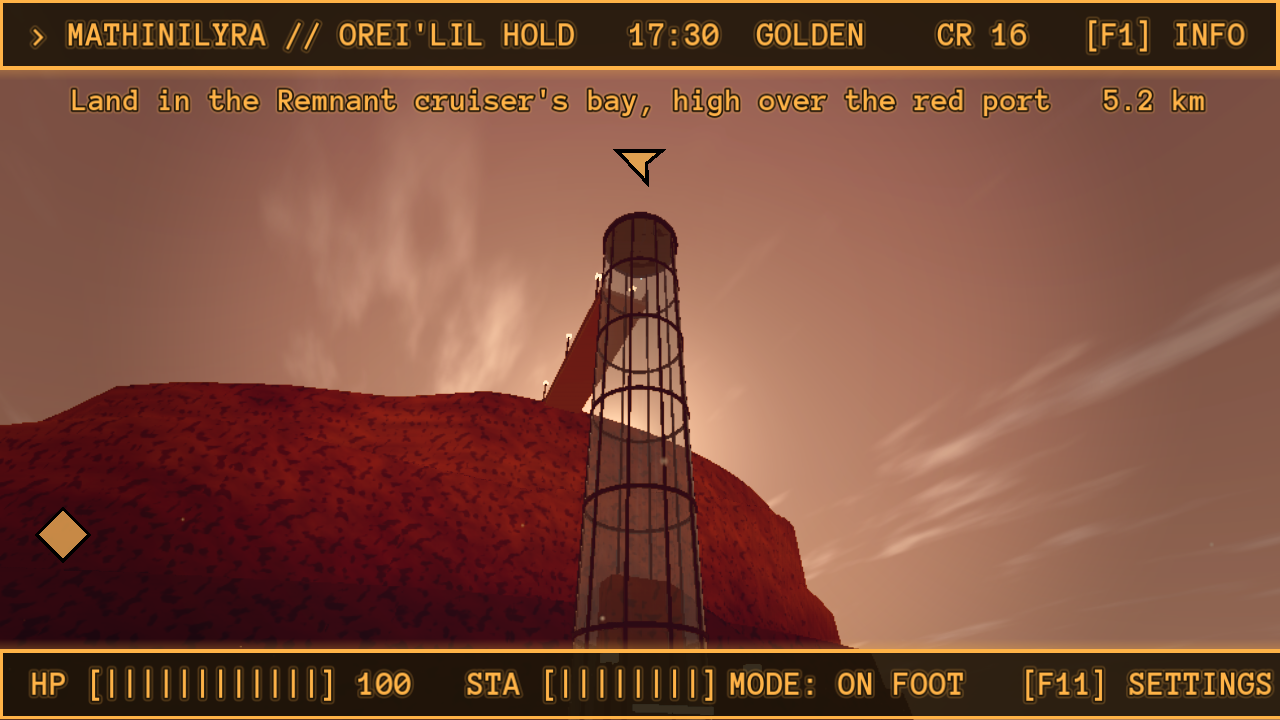 › MATHINILYRA // OREI'LIL HOLD 17:30 GOLDEN CR 16 [F1] INFO
Land in the Remnant cruiser's bay, high over the red port 5.2 km
HP [||||||||||||] 100 STA [||||||||] MODE: ON FOOT [F11] SETTINGS